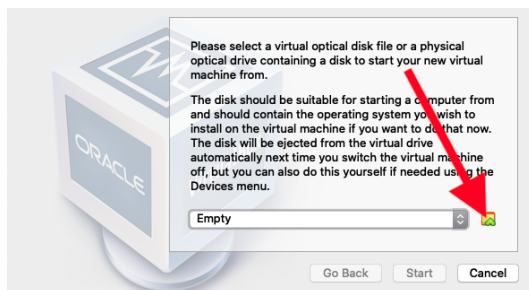 Please select a virtual optical disk file or a physical
optical drive containing a disk to start your new virtual
machine from.
The disk should be suitable for starting a computer from
and should contain the operating system you wish to
install on the virtual machine if you want to do that now.
The disk will be ejected from the virtual drive
automatically next time you switch the virtual machine
off, but you can also do this yourself if needed using the
Devices menu.
ORACLE
Empty
Go Back
Start
Cancel